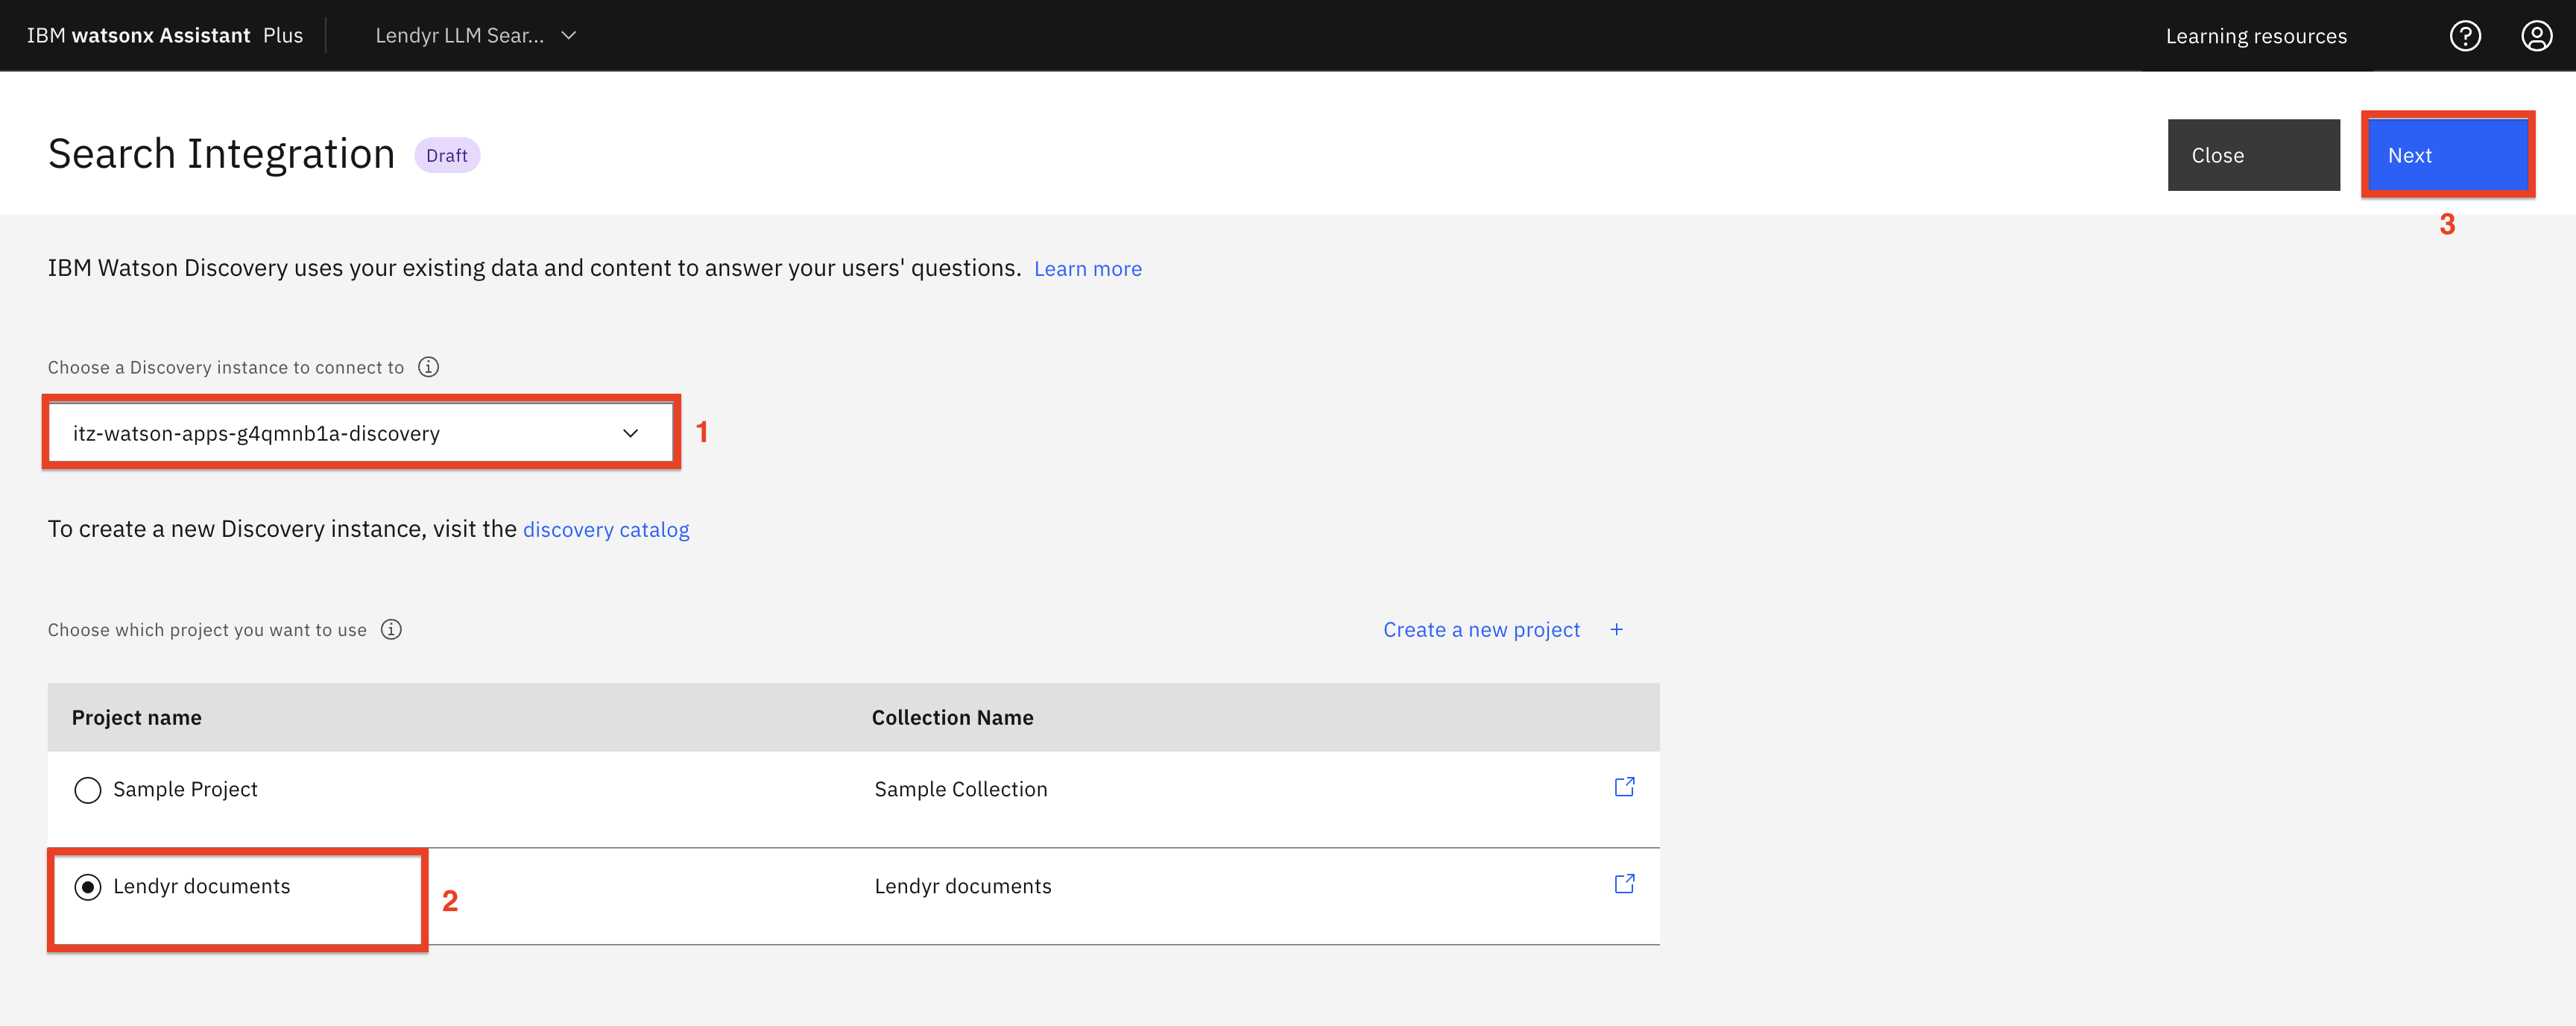 IBM watsonx Assistant Plus
Lendyr LLM Sear...
Learning resources
Search Integration
Draft
Close
Next
3
IBM Watson Discovery uses your existing data and content to answer your users' questions. Learn more
Choose a Discovery instance to connect to
itz-watson-apps-g4qmnb1a-discovery
1
To create a new Discovery instance, visit the discovery catalog
Choose which project you want to use
Create a new project +
Project name Collection Name
Sample Project Sample Collection
Lendyr documents Lendyr documents
2